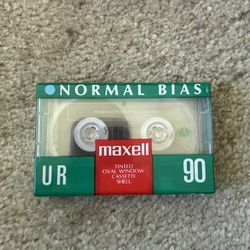 NORMAL BIAS
maxell
TINTED
OVAL WINDOW
CASSETTE
SHELL
UR
90